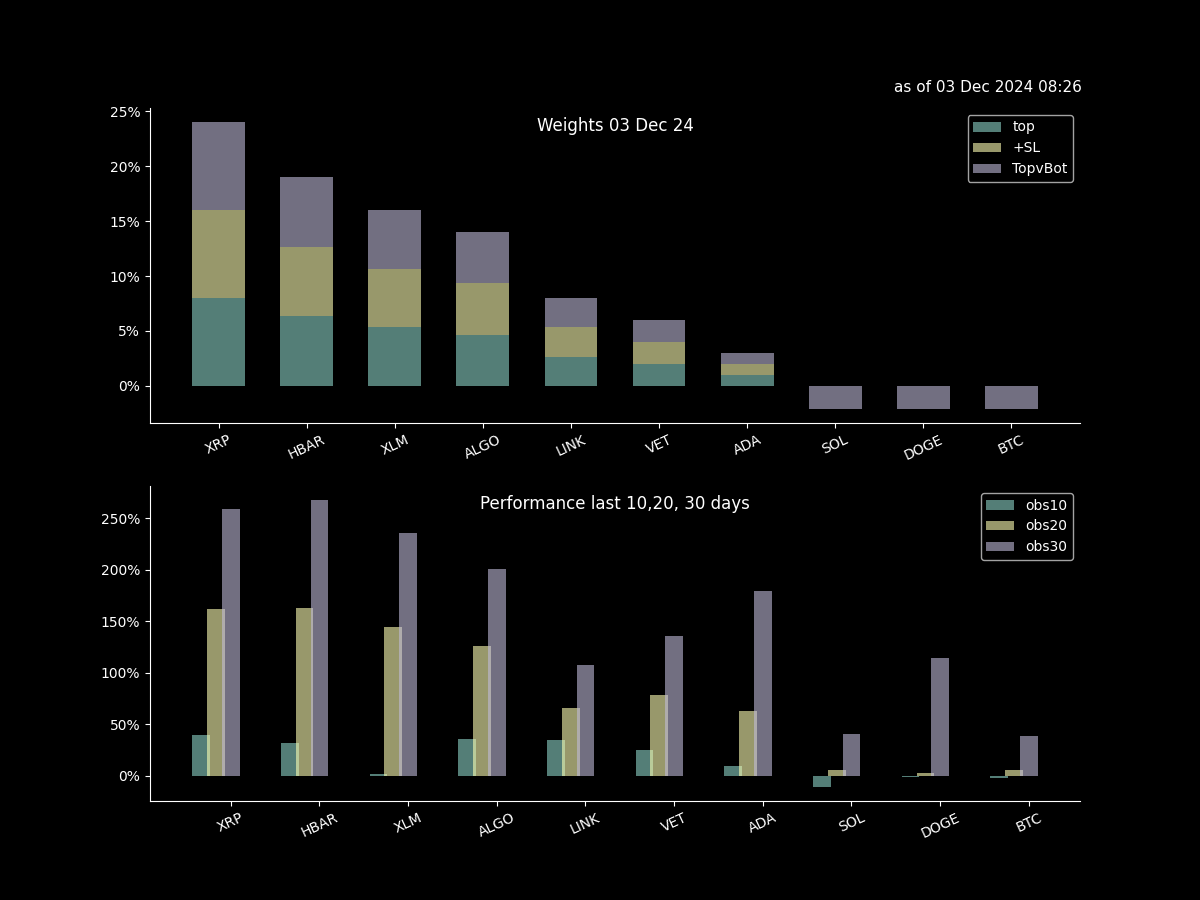 as of 03 Dec 2024 08:26
Weights 03 Dec 24
top
+SL
TopvBot
25%
20%
15%
10%
5%
0%
XRP HBAR XLM ALGO LINK VET ADA SOL DOGE BTC
Performance last 10,20, 30 days
obs10
obs20
obs30
250%
200%
150%
100%
50%
0%
XRP HBAR XLM ALGO LINK VET ADA SOL DOGE BTC